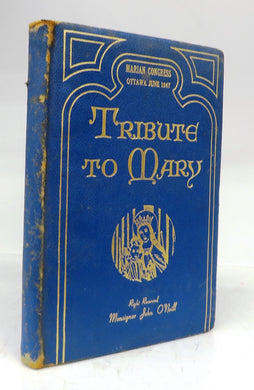 MARIAN CONGRESS
OTTAWA JUNE 1947
TRIBUTE
TO MARY
Right Reverend
Monsignor John O'Neill